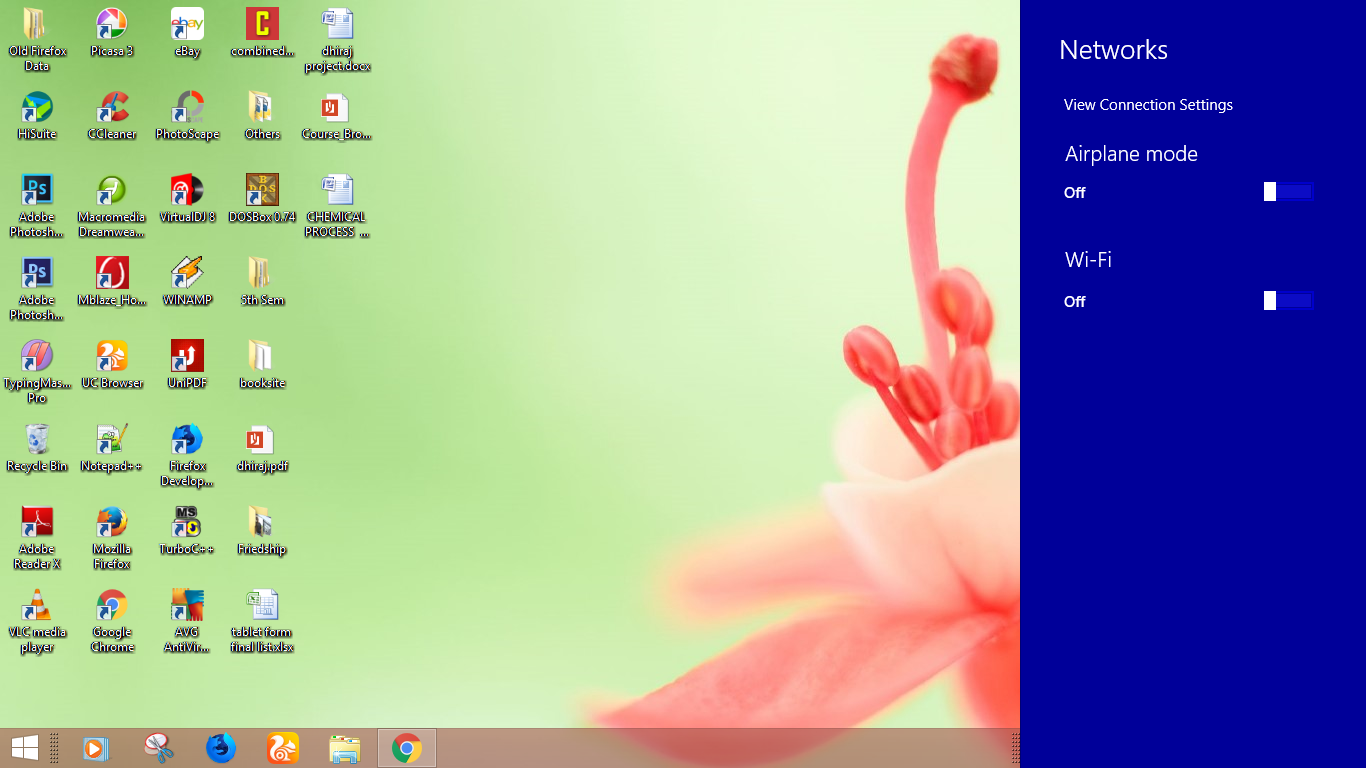 Old Firefox
Data
Picasa 3
eBay
combined...
dhiraj
project.docx
HiSuite
CCleaner
PhotoScape
Others
Course_Bro...
Adobe
Photosh...
Macromedia
Dreamwea...
VirtualDJ 8
DOSBox 0.74
CHEMICAL
PROCESS ...
Adobe
Photosh...
Mblaze_Ho...
WINAMP
5th Sem
TypingMas...
Pro
UC Browser
UniPDF
booksite
Recycle Bin
Notepad++
Firefox
Develop...
dhiraj.pdf
Adobe
Reader X
Mozilla
Firefox
TurboC++
Friedship
VLC media
player
Google
Chrome
AVG
AntiVir...
tablet form
final list.xlsx
Networks
View Connection Settings
Airplane mode
Off
Wi-Fi
Off